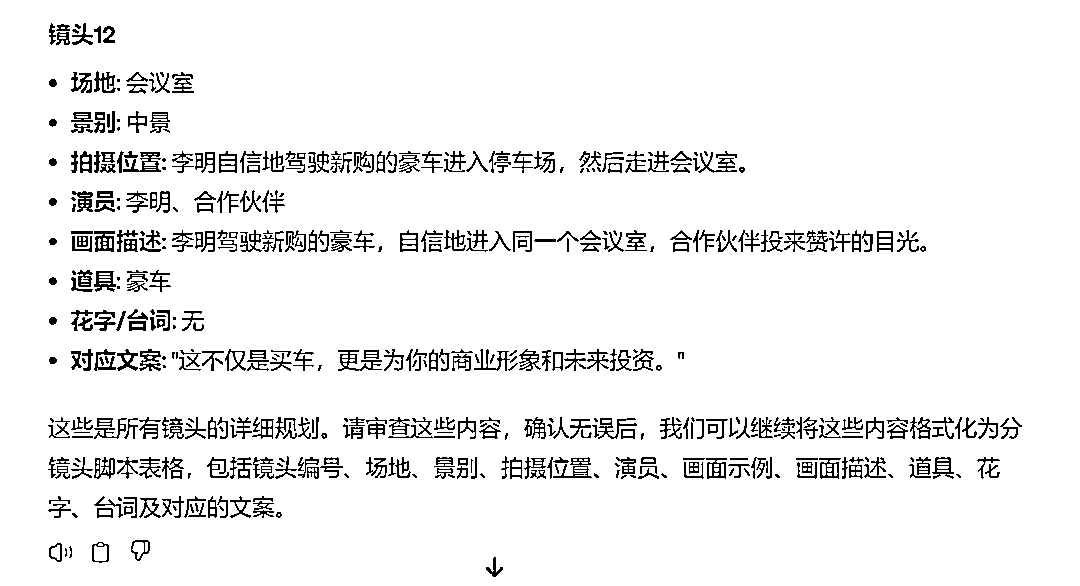 镜头12
• 场地: 会议室
• 景别: 中景
• 拍摄位置: 李明自信地驾驶新购的豪车进入停车场，然后走进会议室。
• 演员: 李明、合作伙伴
• 画面描述: 李明驾驶新购的豪车，自信地进入同一个会议室，合作伙伴投来赞许的目光。
• 道具: 豪车
• 花字/台词: 无
• 对应文案: "这不仅是买车，更是为你的商业形象和未来投资。"
这些是所有镜头的详细规划。请审查这些内容，确认无误后，我们可以继续将这些内容格式化为分
镜头脚本表格，包括镜头编号、场地、景别、拍摄位置、演员、画面示例、画面描述、道具、花
字、台词及对应的文案。